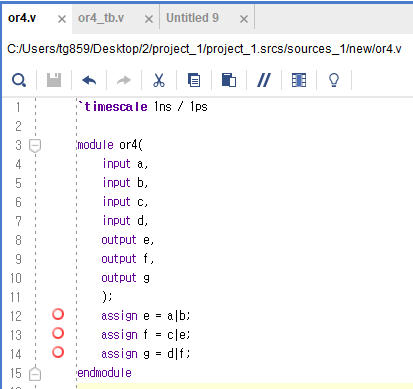 or4.v × or4_tb.v × Untitled 9 ×
C:/Users/tg859/Desktop/2/project_1/project_1.srcs/sources_1/new/or4.v
1 `timescale 1ns / 1ps
2
3 module or4(
4 input a,
5 input b,
6 input c,
7 input d,
8 output e,
9 output f,
10 output g
11 );
12 assign e = a|b;
13 assign f = c|e;
14 assign g = d|f;
15 endmodule